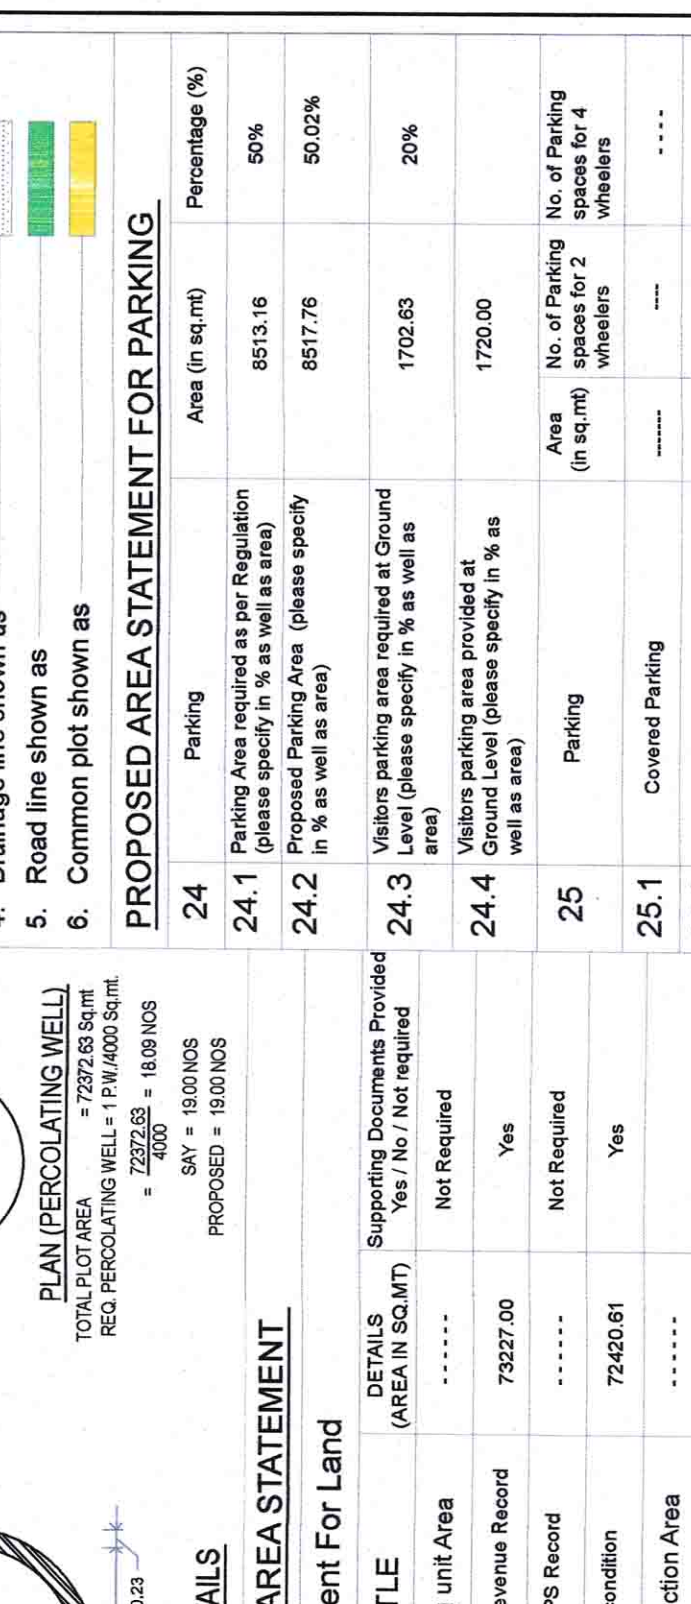 5. Road line shown as
6. Common plot shown as
PROPOSED AREA STATEMENT FOR PARKING
24 Parking Area (in sq.mt) Percentage (%)
24.1 Parking Area required as per Regulation 8513.16 50%
(please specify in % as well as area)
24.2 Proposed Parking Area (please specify 8517.76 50.02%
in % as well as area)
24.3 Visitors parking area required at Ground 1702.63 20%
Level (please specify in % as well as
area)
24.4 Visitors parking area provided at 1720.00
Ground Level (please specify in % as
well as area)
25 Parking Area No. of Parking No. of Parking
(in sq.mt) spaces for 2 spaces for 4
wheelers wheelers
25.1 Covered Parking ------- ---- ----
PLAN (PERCOLATING WELL)
TOTAL PLOT AREA = 72372.63 Sq.mt
REQ. PERCOLATING WELL = 1 P.W./4000 Sq.mt.
= 72372.63 = 18.09 NOS
4000
SAY = 19.00 NOS
PROPOSED = 19.00 NOS
0.23
AILS
AREA STATEMENT
ent For Land
TLE DETAILS Supporting Documents Provided
(AREA IN SQ.MT) Yes / No / Not required
unit Area ------ Not Required
evenue Record 73227.00 Yes
PS Record ------ Not Required
ondition 72420.61 Yes
ction Area ------